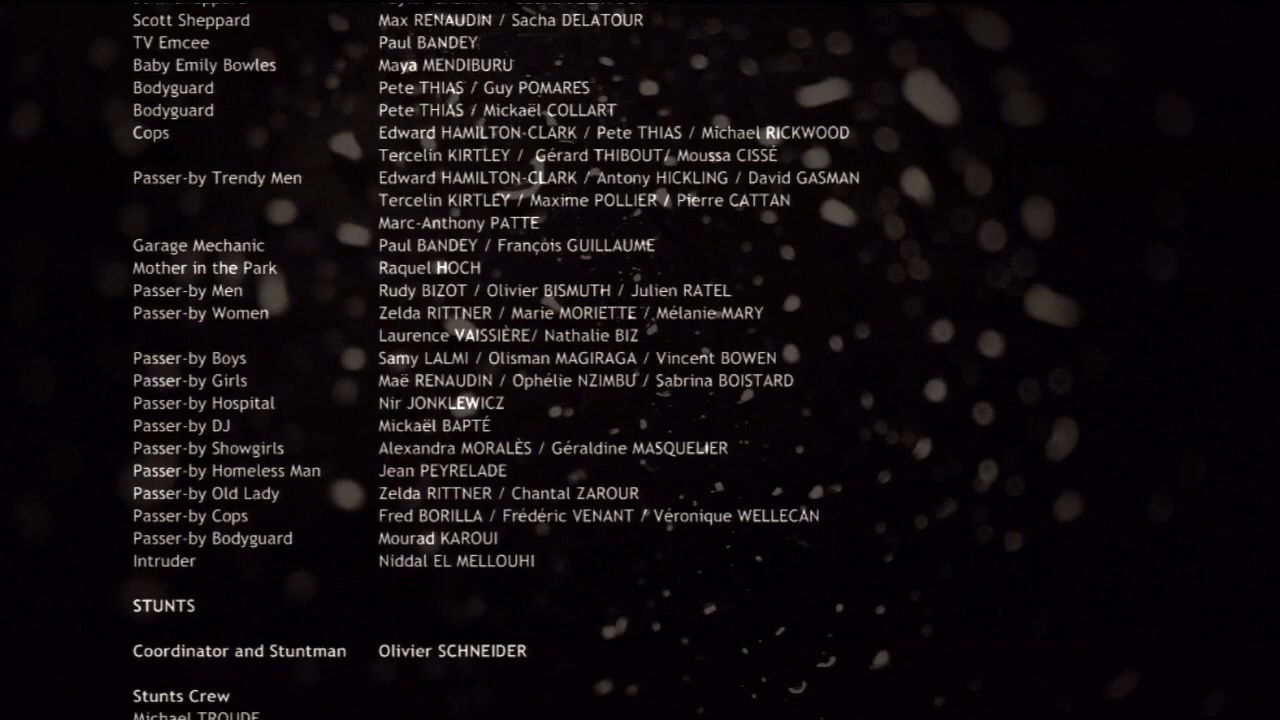 Scott Sheppard Max RENAUDIN / Sacha DELATOUR
TV Emcee Paul BANDEY
Baby Emily Bowles Maya MENDIBURU
Bodyguard Pete THIAS / Guy POMARES
Bodyguard Pete THIAS / Mickaël COLLART
Cops Edward HAMILTON-CLARK / Pete THIAS / Michael RICKWOOD
Tercelin KIRTLEY / Gérard THIBOUT/ Moussa CISSÉ
Passer-by Trendy Men Edward HAMILTON-CLARK / Antony HICKLING / David GASMAN
Tercelin KIRTLEY / Maxime POLLIER / Pierre CATTAN
Marc-Anthony PATTE
Garage Mechanic Paul BANDEY / François GUILLAUME
Mother in the Park Raquel HOCH
Passer-by Men Rudy BIZOT / Olivier BISMUTH / Julien RATEL
Passer-by Women Zelda RITTNER / Marie MORIETTE / Mélanie MARY
Laurence VAISSIÈRE/ Nathalie BIZ
Passer-by Boys Samy LALMI / Olisman MAGIRAGA / Vincent BOWEN
Passer-by Girls Maë RENAUDIN / Ophélie NZIMBU / Sabrina BOISTARD
Passer-by Hospital Nir JONKLEWICZ
Passer-by DJ Mickaël BAPTÉ
Passer-by Showgirls Alexandra MORALÈS / Géraldine MASQUELIER
Passer-by Homeless Man Jean PEYRELADE
Passer-by Old Lady Zelda RITTNER / Chantal ZAROUR
Passer-by Cops Fred BORILLA / Frédéric VENANT / Véronique WELLECAN
Passer-by Bodyguard Mourad KAROUI
Intruder Niddal EL MELLOUHI
STUNTS
Coordinator and Stuntman Olivier SCHNEIDER
Stunts Crew
Michael TROUDE